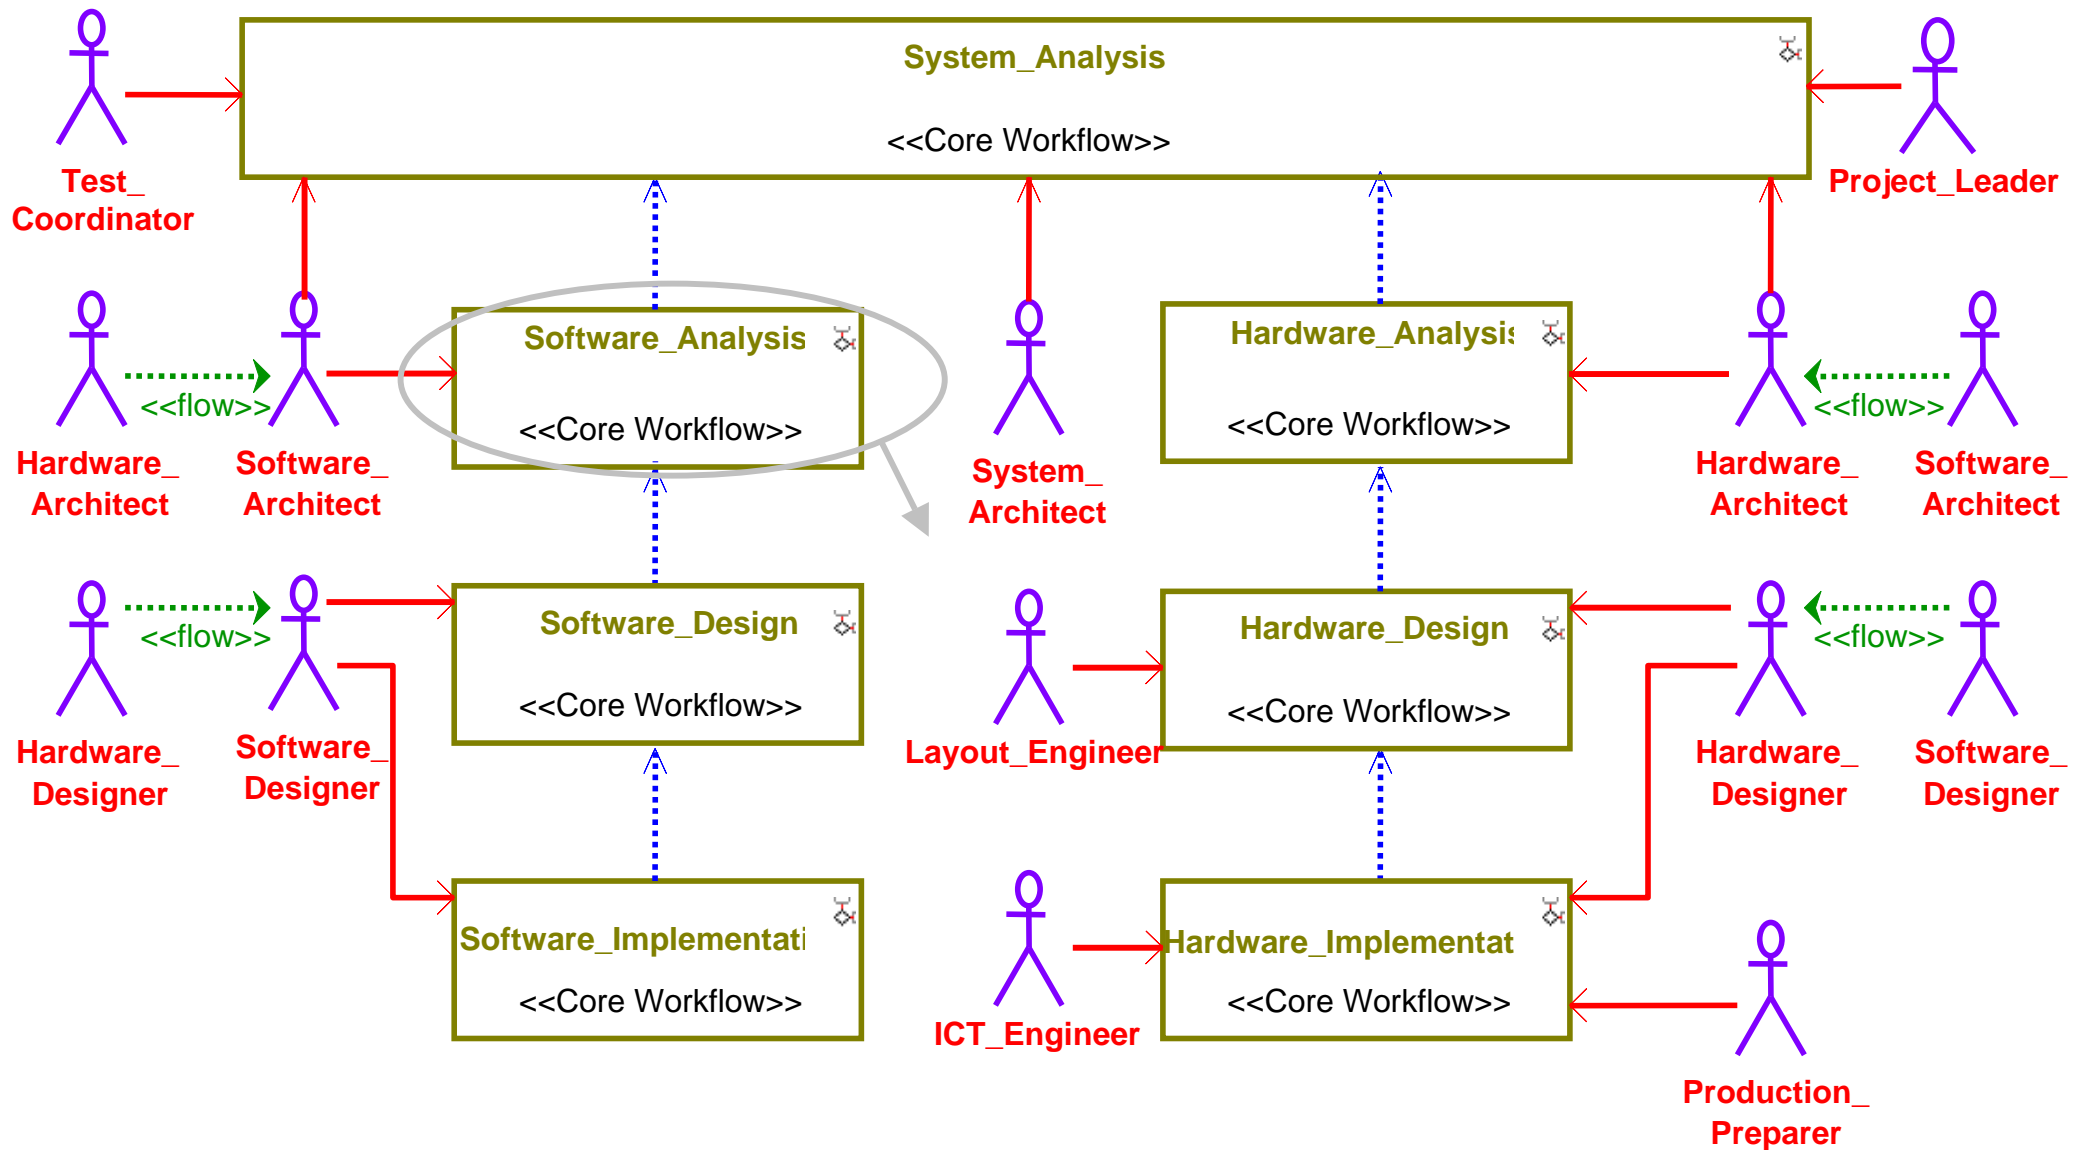 System_Analysis
<<Core Workflow>>
Test_
Coordinator
Project_Leader
Software_Analysis
<<Core Workflow>>
Hardware_Analysis
<<Core Workflow>>
<<flow>>
<<flow>>
Hardware_
Architect
Software_
Architect
System_
Architect
Hardware_
Architect
Software_
Architect
<<flow>>
<<flow>>
Software_Design
<<Core Workflow>>
Hardware_Design
<<Core Workflow>>
Hardware_
Designer
Software_
Designer
Layout_Engineer
Hardware_
Designer
Software_
Designer
Software_Implementati
<<Core Workflow>>
Hardware_Implementat
<<Core Workflow>>
ICT_Engineer
Production_
Preparer